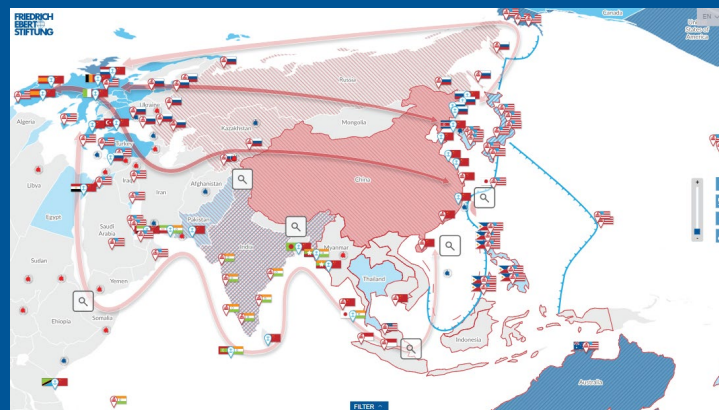 FRIEDRICH
EBERT
STIFTUNG
EN
Canada
States of
America
Russia
Ukraine
Kazakhstan
Mongolia
Algeria
Turkey
China
Libya
Egypt
Iraq
Iran
Afghanistan
Pakistan
Saudi
Arabia
India
Myanmar
Sudan
Yemen
Thailand
Ethiopia
Somalia
Indonesia
Australia
FILTER